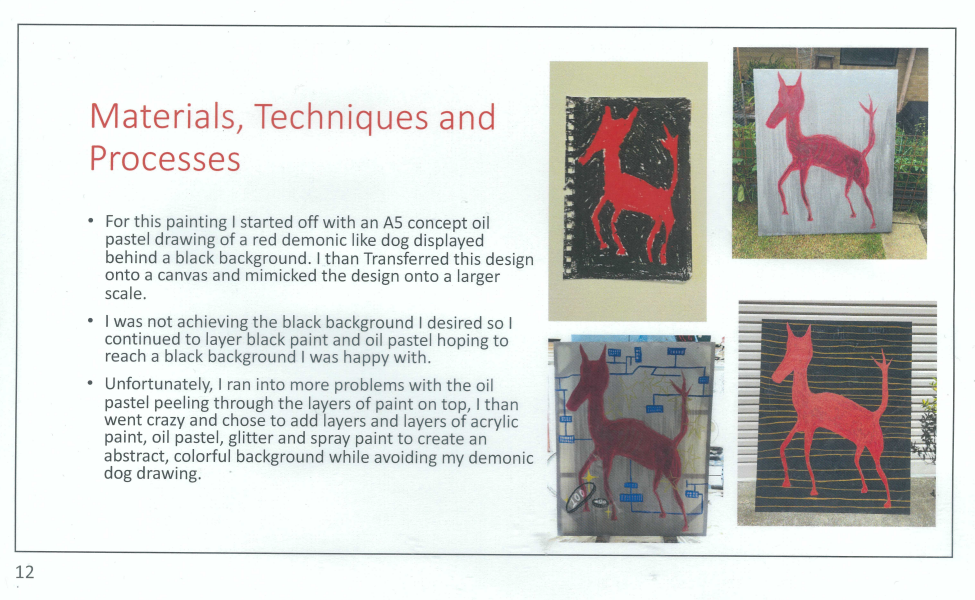 Materials, Techniques and
Processes
• For this painting I started off with an A5 concept oil
pastel drawing of a red demonic like dog displayed
behind a black background. I than Transferred this design
onto a canvas and mimicked the design onto a larger
scale.
• I was not achieving the black background I desired so I
continued to layer black paint and oil pastel hoping to
reach a black background I was happy with.
• Unfortunately, I ran into more problems with the oil
pastel peeling through the layers of paint on top, I than
went crazy and chose to add layers and layers of acrylic
paint, oil pastel, glitter and spray paint to create an
abstract, colorful background while avoiding my demonic
dog drawing.
12